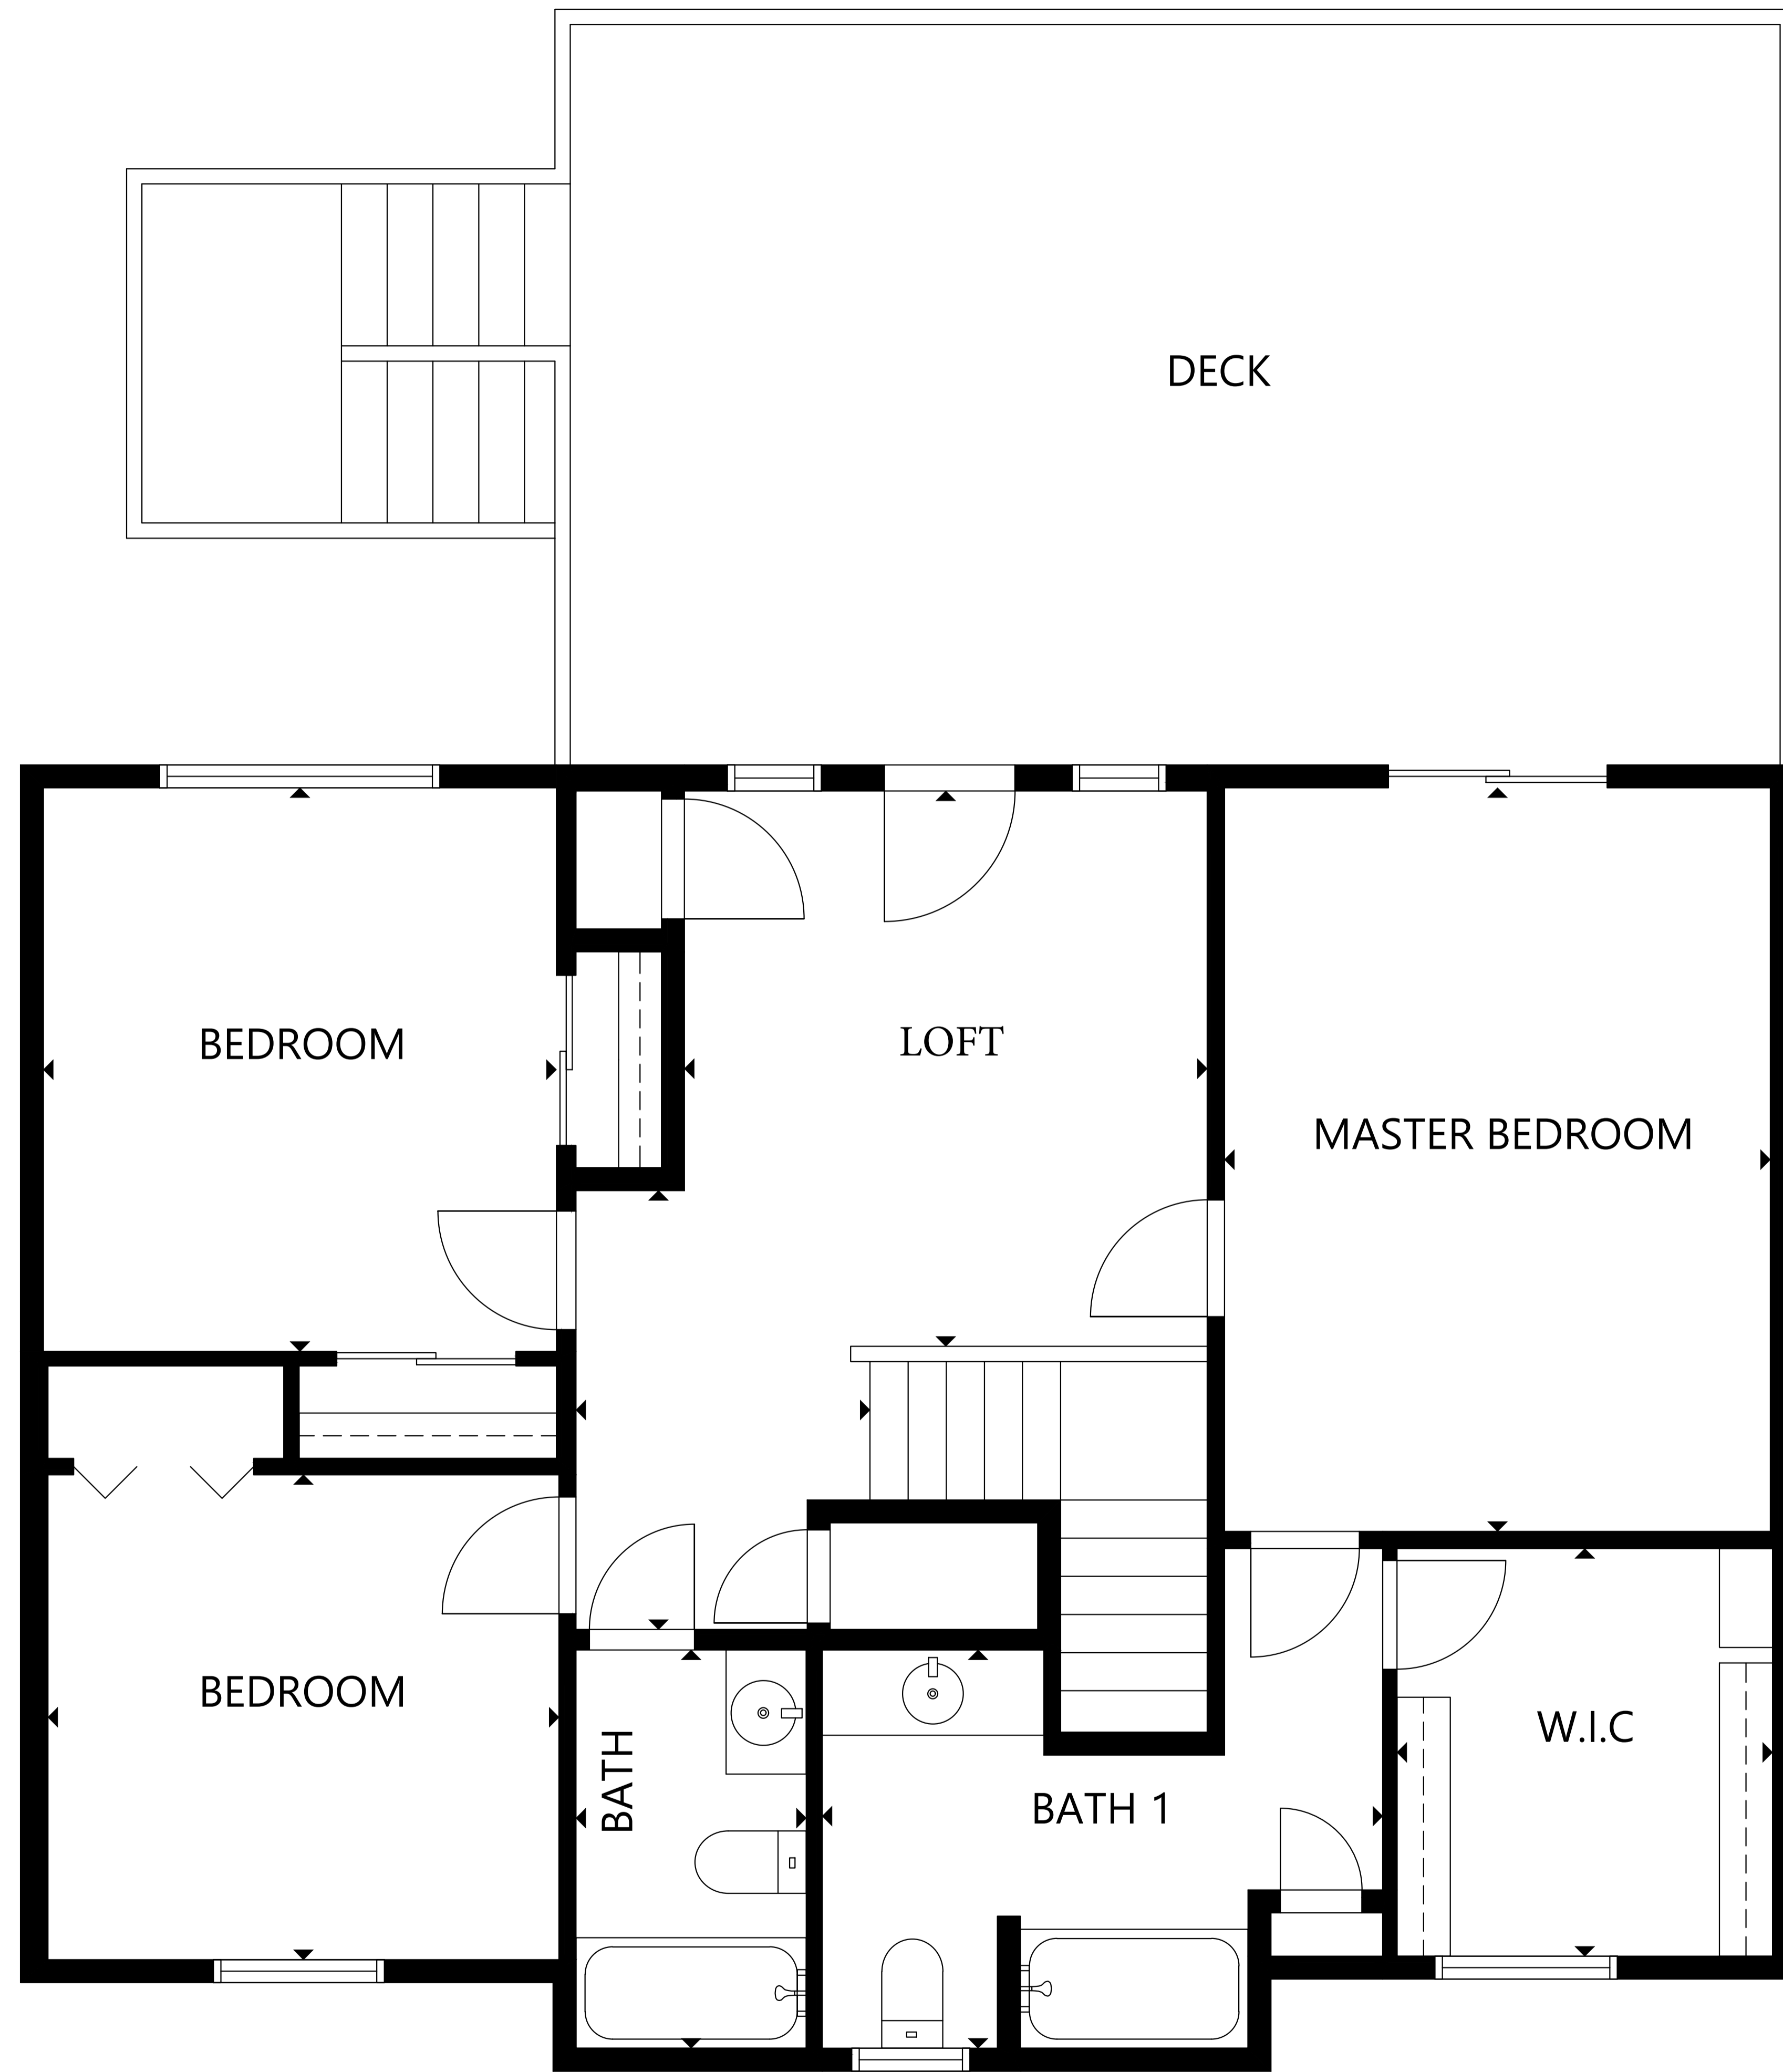 DECK
BEDROOM
LOFT
MASTER BEDROOM
BEDROOM
BATH
BATH 1
W.I.C